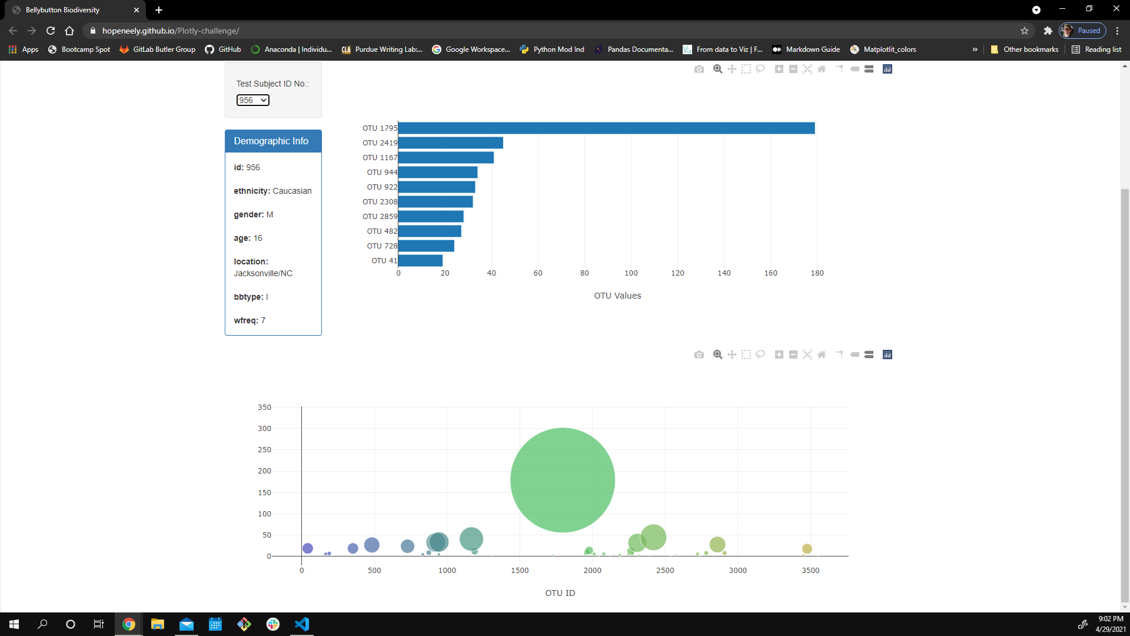 Bellybutton Biodiversity
Paused
hopeneely.github.io/Plotly-challenge/
Apps
Bootcamp Spot
GitLab Butler Group
GitHub
Anaconda | Individu...
Purdue Writing Lab:...
Google Workspace...
Python Mod Ind
Pandas Documenta...
From data to Viz | F...
Markdown Guide
Matplotlit_colors
»
Other bookmarks
Reading list
Test Subject ID No.:
956
Demographic Info
id: 956
ethnicity: Caucasian
gender: M
age: 16
location:
Jacksonville/NC
bbtype: I
wfreq: 7
OTU 1795
OTU 2419
OTU 1167
OTU 944
OTU 922
OTU 2308
OTU 2859
OTU 482
OTU 728
OTU 41
0 20 40 60 80 100 120 140 160 180
OTU Values
350
300
250
200
150
100
50
0
0 500 1000 1500 2000 2500 3000 3500
OTU ID
9:02 PM
4/29/2021